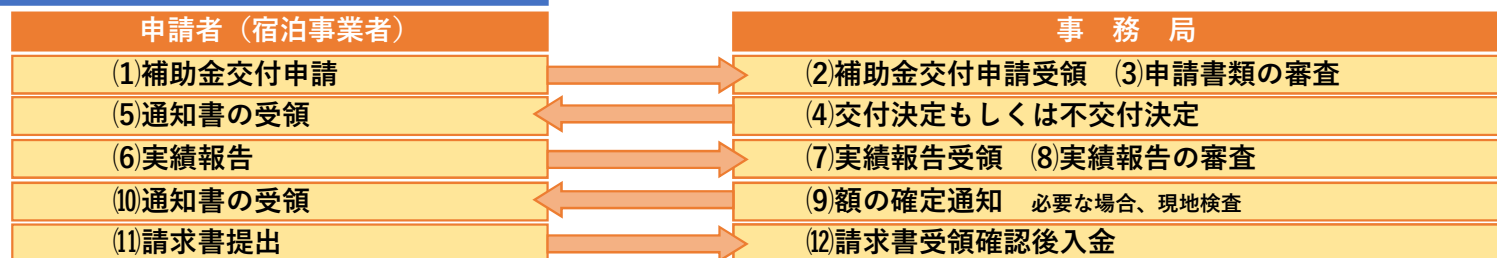 申請者（宿泊事業者） 事　務　局
⑴補助金交付申請 ⑵補助金交付申請受領　⑶申請書類の審査
⑸通知書の受領 ⑷交付決定もしくは不交付決定
⑹実績報告 ⑺実績報告受領　⑻実績報告の審査
⑽通知書の受領 ⑼額の確定通知　必要な場合、現地検査
⑾請求書提出 ⑿請求書受領確認後入金